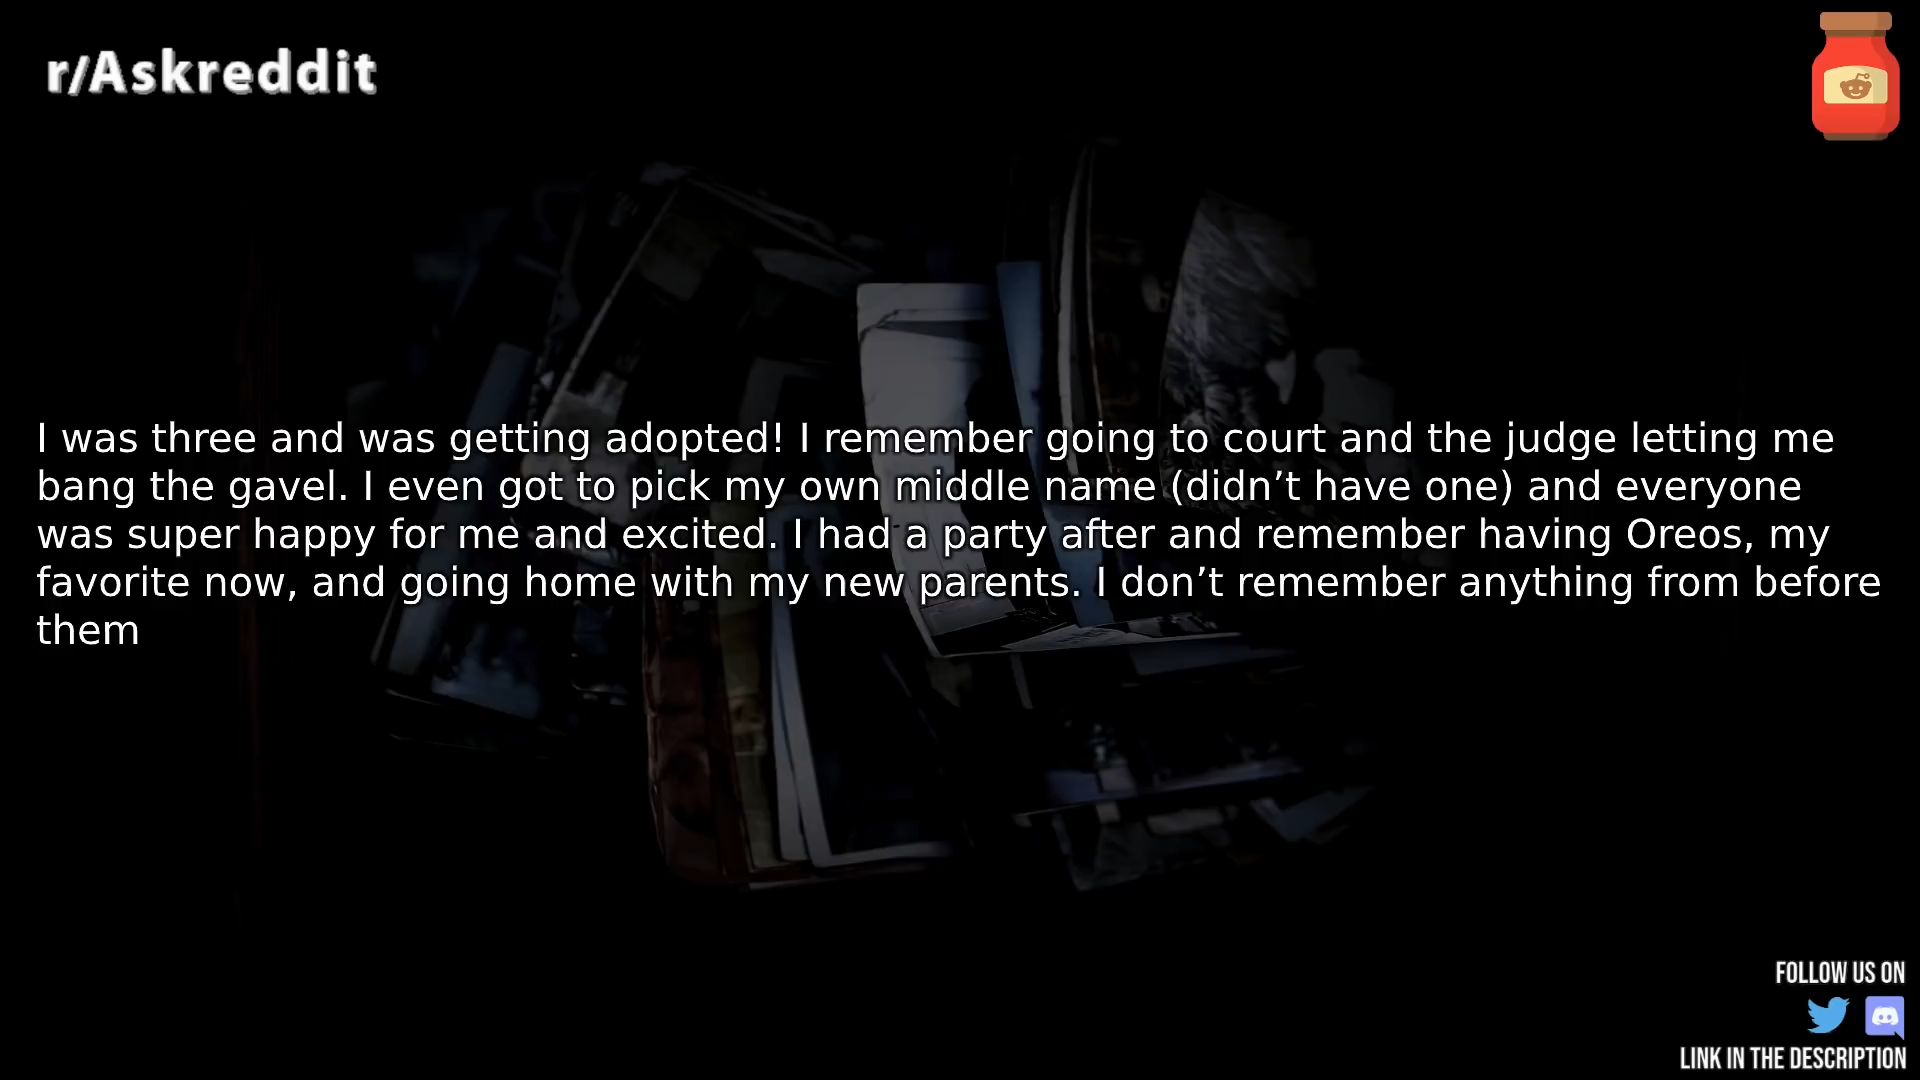 r/Askreddit
I was three and was getting adopted! I remember going to court and the judge letting me
bang the gavel. I even got to pick my own middle name (didn’t have one) and everyone
was super happy for me and excited. I had a party after and remember having Oreos, my
favorite now, and going home with my new parents. I don’t remember anything from before
them
FOLLOW US ON
LINK IN THE DESCRIPTION